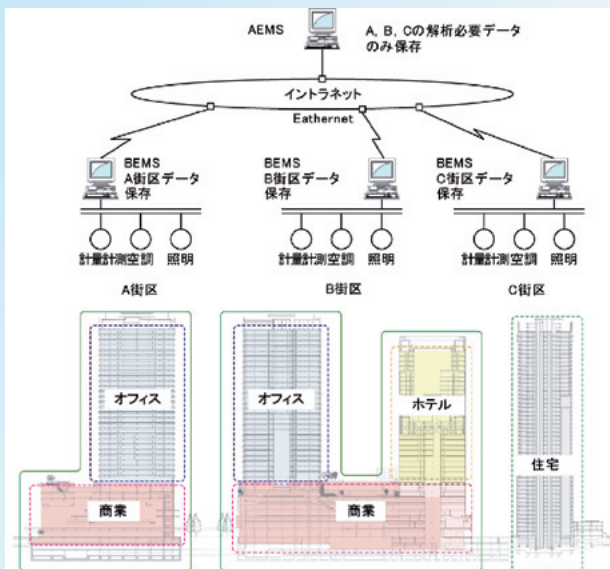 AEMS
A, B, Cの解析必要データ
のみ保存
イントラネット
Eathernet
BEMS
A街区データ
保存
BEMS
B街区データ
保存
BEMS
C街区データ
保存
計量計測 空調 照明
計量計測 空調 照明
計量計測 空調 照明
A街区
B街区
C街区
オフィス
オフィス
ホテル
住宅
商業
商業